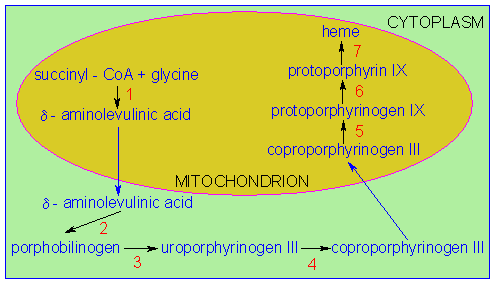 CYTOPLASM
heme
7
protoporphyrin IX
6
protoporphyrinogen IX
5
coproporphyrinogen III
succinyl - CoA + glycine
1
δ - aminolevulinic acid
MITOCHONDRION
δ - aminolevulinic acid
2
porphobilinogen
3
uroporphyrinogen III
4
coproporphyrinogen III